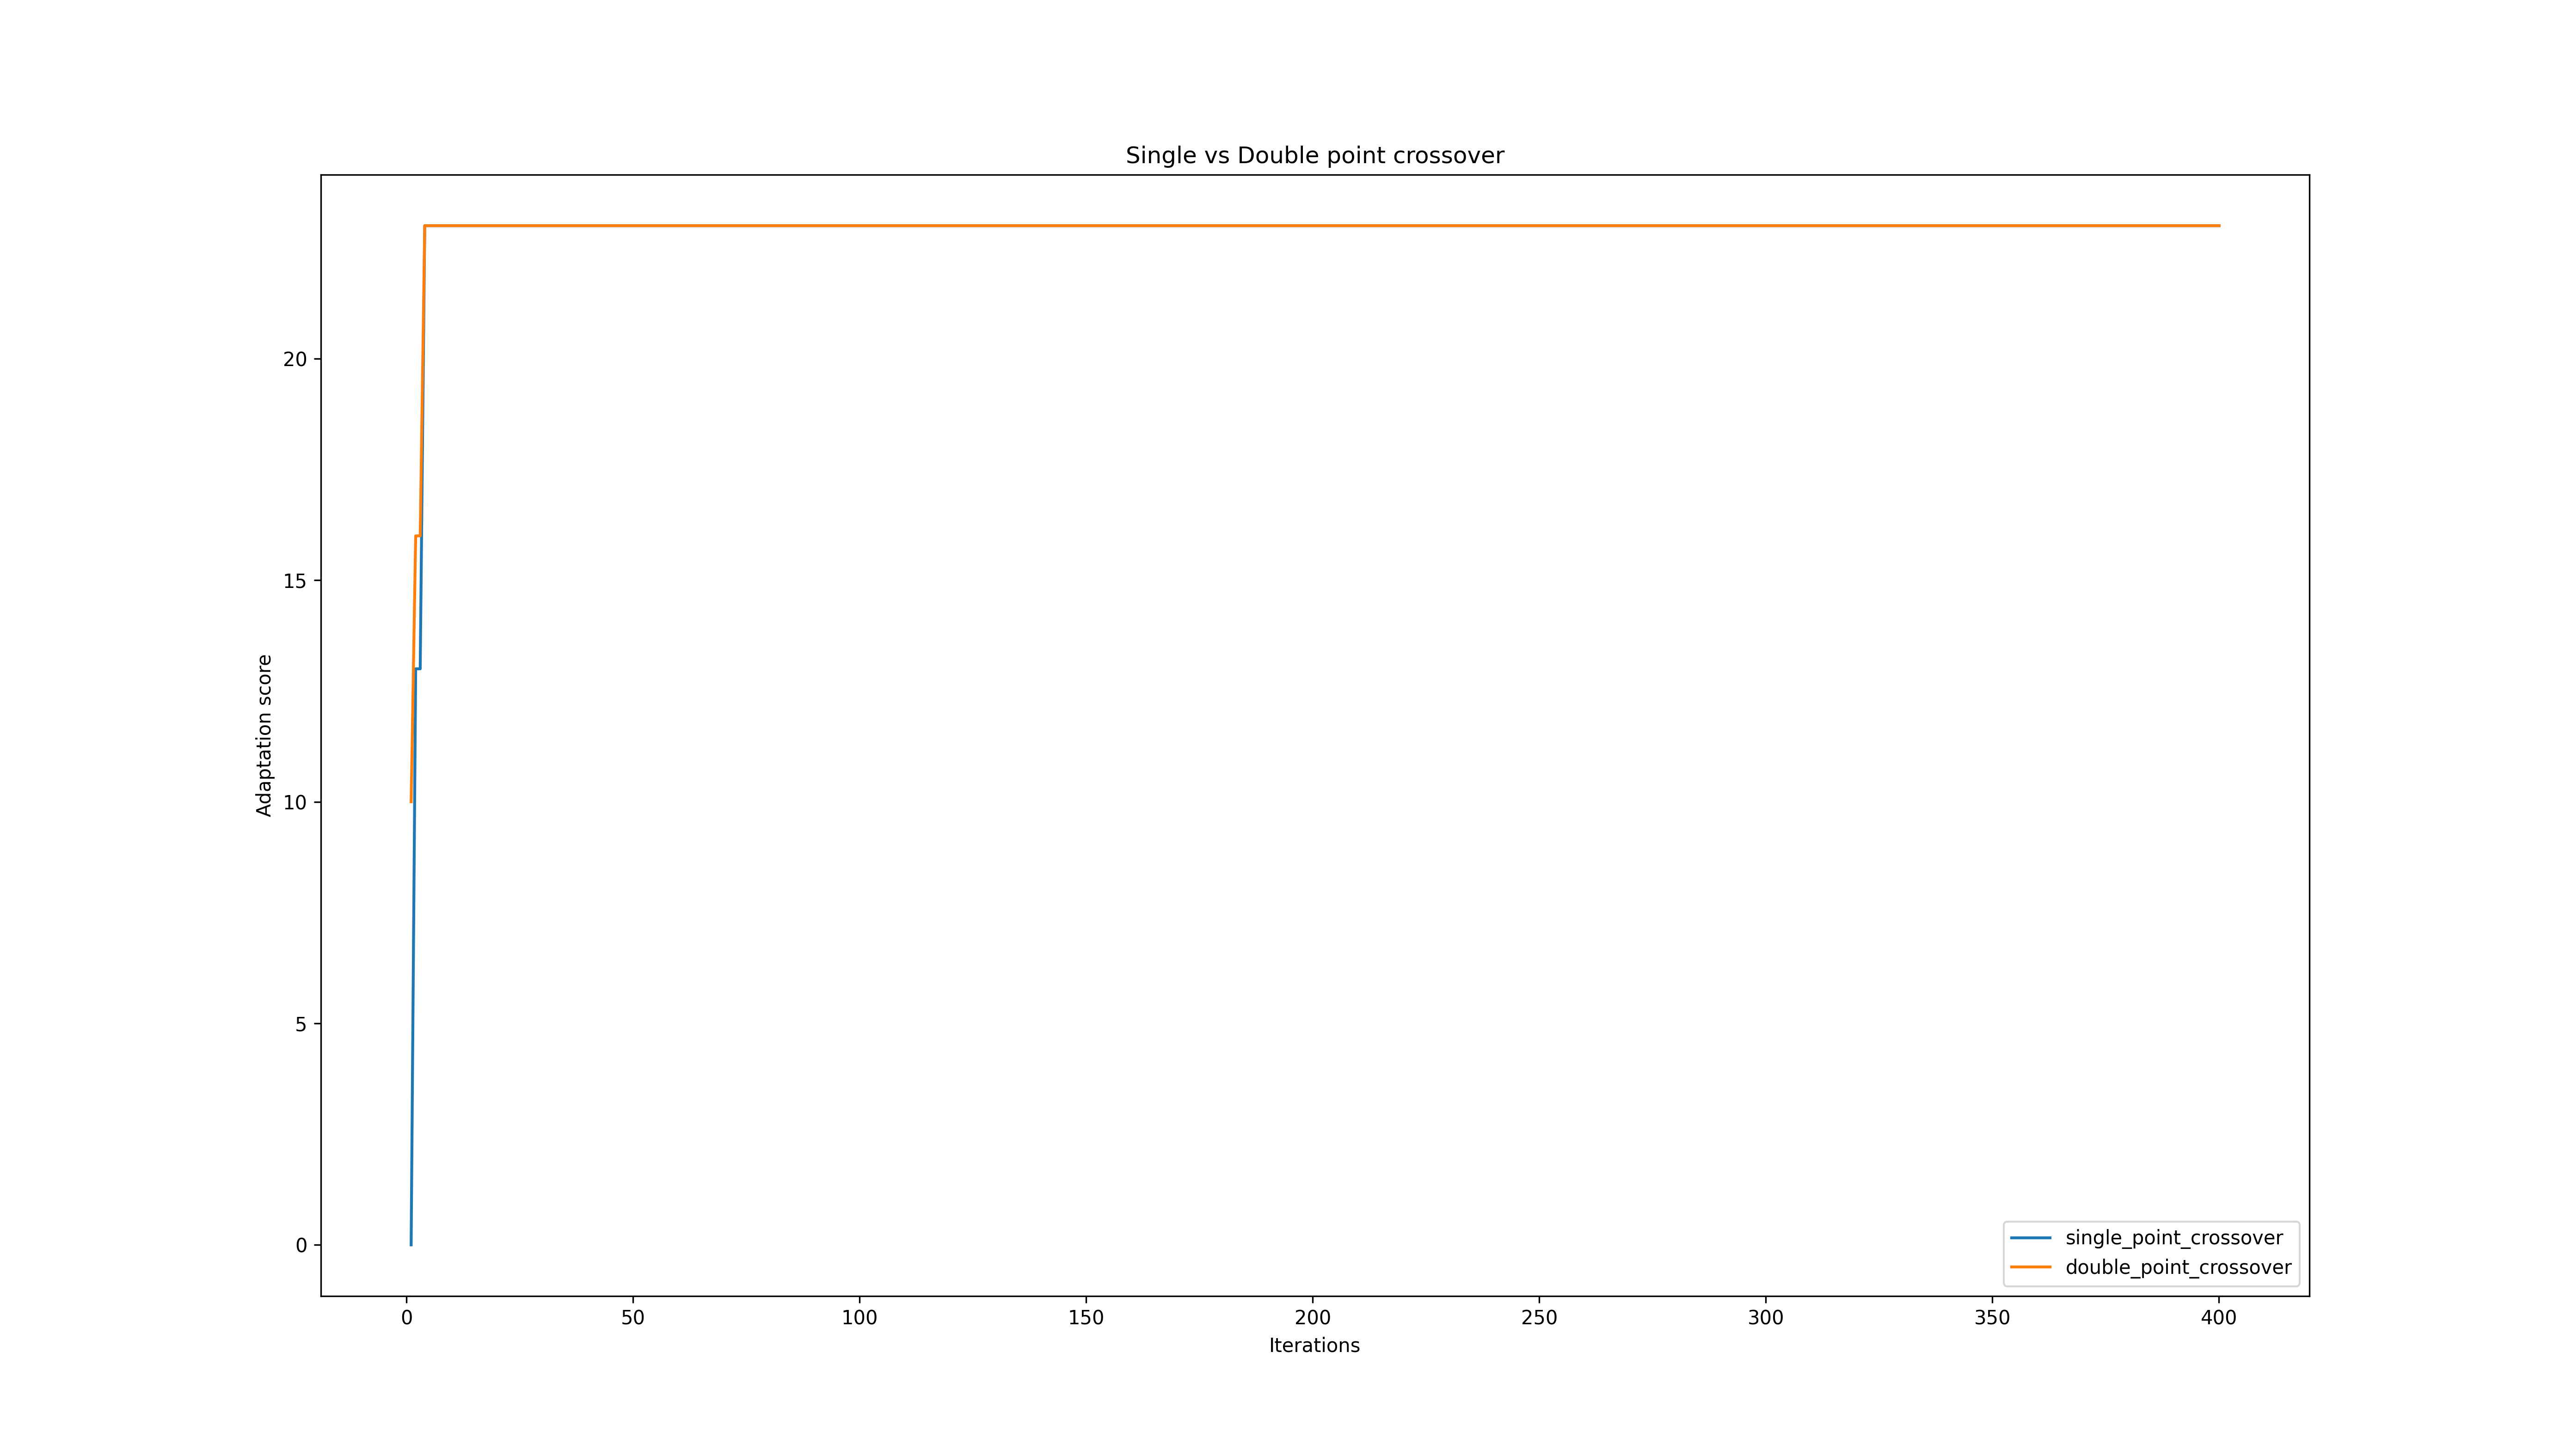 Single vs Double point crossover
20
15
10
5
0
Adaptation score
0 50 100 150 200 250 300 350 400
Iterations
single_point_crossover
double_point_crossover